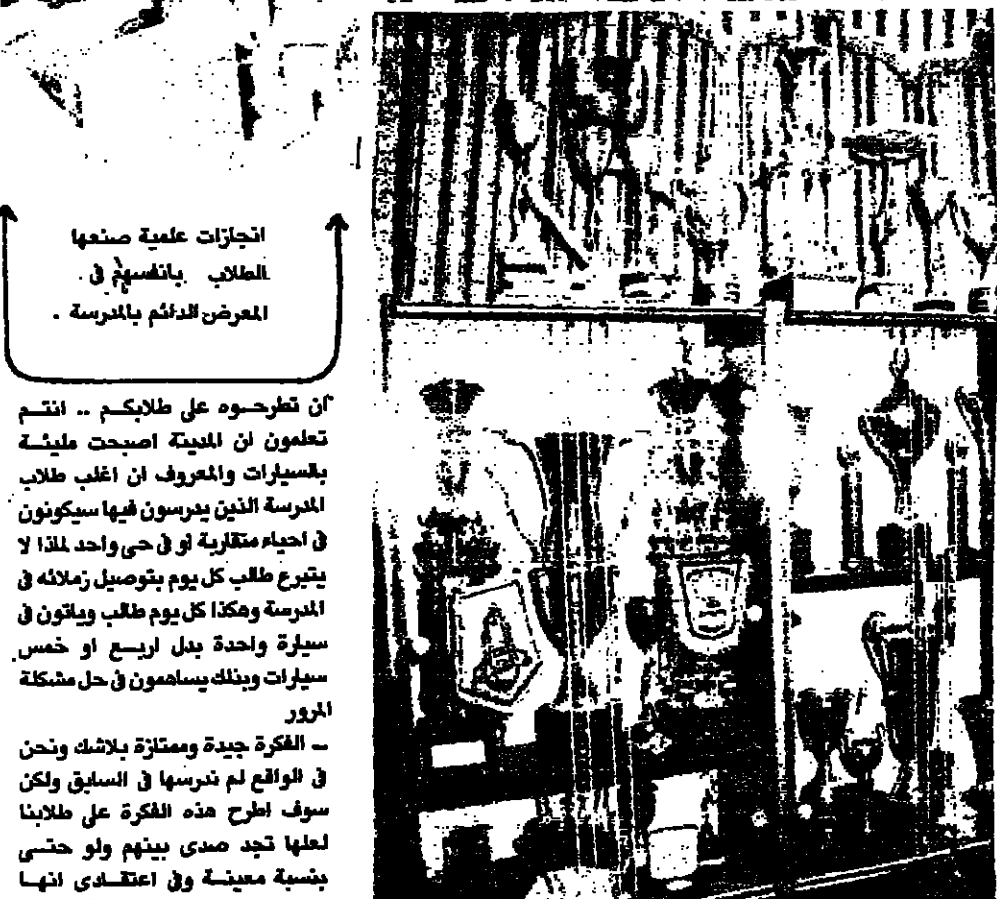 انجازات علمية صنعها
الطلاب بانفسهم في
المعرض الدائم بالمدرسة .
أن تطرحوه على طلابكم .. انتم
تعلمون ان المدينة اصبحت مليئة
بالسيارات والمعروف ان اغلب طلاب
المدرسة الذين يدرسون فيها سيكونون
في احياء متقاربة او في حى واحد لماذا لا
يتبرع طالب كل يوم بتوصيل زملائه في
المدرسة وهكذا كل يوم طالب وياتون في
سيارة واحدة بدل اربع او خمس
سيارات وبذلك يساهمون في حل مشكلة
المرور
ـ الفكرة جيدة وممتازة بلاشك ونحن
في الواقع لم ندرسها في السابق ولكن
سوف اطرح هذه الفكرة على طلابنا
لعلها تجد صدى بينهم ولو حتى
بنسبة معينة وفي اعتقادى انها